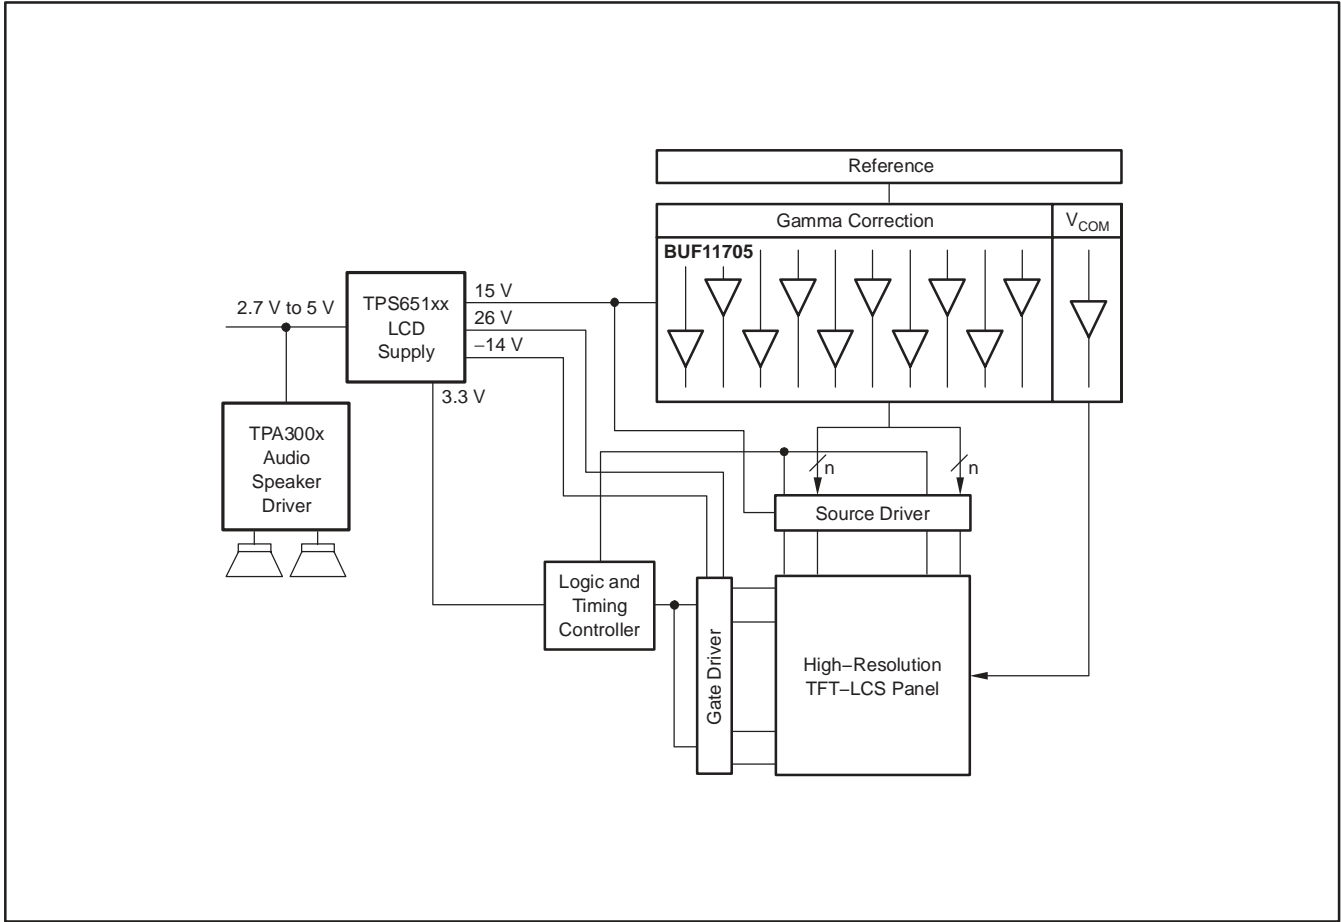 Reference
Gamma Correction
V_COM
BUF11705
2.7 V to 5 V
TPS651xx
LCD
Supply
15 V
26 V
−14 V
3.3 V
TPA300x
Audio
Speaker
Driver
n
n
Source Driver
Logic and
Timing
Controller
Gate Driver
High−Resolution
TFT−LCS Panel